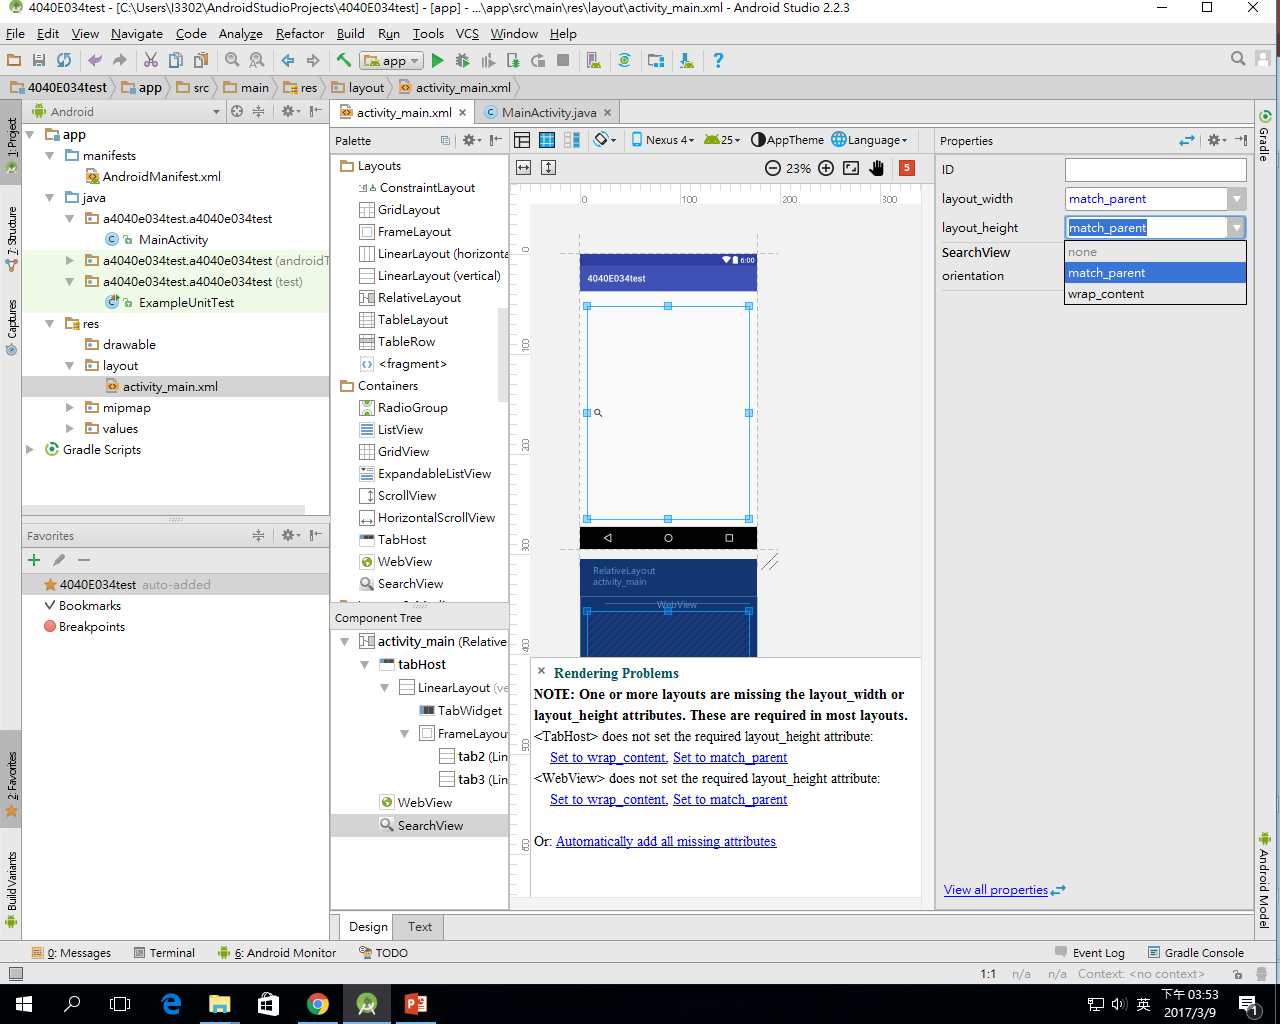 4040E034test - [C:\Users\I3302\AndroidStudioProjects\4040E034test] - [app] - ...\app\src\main\res\layout\activity_main.xml - Android Studio 2.2.3
File Edit View Navigate Code Analyze Refactor Build Run Tools VCS Window Help
app
4040E034test app src main res layout activity_main.xml
1: Project
7: Structure
Captures
2: Favorites
Build Variants
Android
app
manifests
AndroidManifest.xml
java
a4040e034test.a4040e034test
MainActivity
a4040e034test.a4040e034test (androidT
a4040e034test.a4040e034test (test)
ExampleUnitTest
res
drawable
layout
activity_main.xml
mipmap
values
Gradle Scripts
Favorites
4040E034test auto-added
Bookmarks
Breakpoints
activity_main.xml MainActivity.java
Palette
Layouts
ConstraintLayout
GridLayout
FrameLayout
LinearLayout (horizonta
LinearLayout (vertical)
RelativeLayout
TableLayout
TableRow
<fragment>
Containers
RadioGroup
ListView
GridView
ExpandableListView
ScrollView
HorizontalScrollView
TabHost
WebView
SearchView
Component Tree
activity_main (Relative
tabHost
LinearLayout (ve
TabWidget
FrameLayou
tab2 (Lin
tab3 (Lin
WebView
SearchView
Nexus 4 25 AppTheme Language
23% 5
0 100 200 300
0
100
200
300
400
500
600
6:00
4040E034test
RelativeLayout
activity_main
WebView
Rendering Problems
NOTE: One or more layouts are missing the layout_width or
layout_height attributes. These are required in most layouts.
<TabHost> does not set the required layout_height attribute:
Set to wrap_content, Set to match_parent
<WebView> does not set the required layout_height attribute:
Set to wrap_content, Set to match_parent
Or: Automatically add all missing attributes
Design Text
Properties
ID
layout_width match_parent
layout_height match_parent
SearchView
orientation
none
match_parent
wrap_content
View all properties
Gradle
Android Model
0: Messages Terminal 6: Android Monitor TODO Event Log Gradle Console
1:1 n/a n/a Context: <no context>
英
下午 03:53
2017/3/9
1